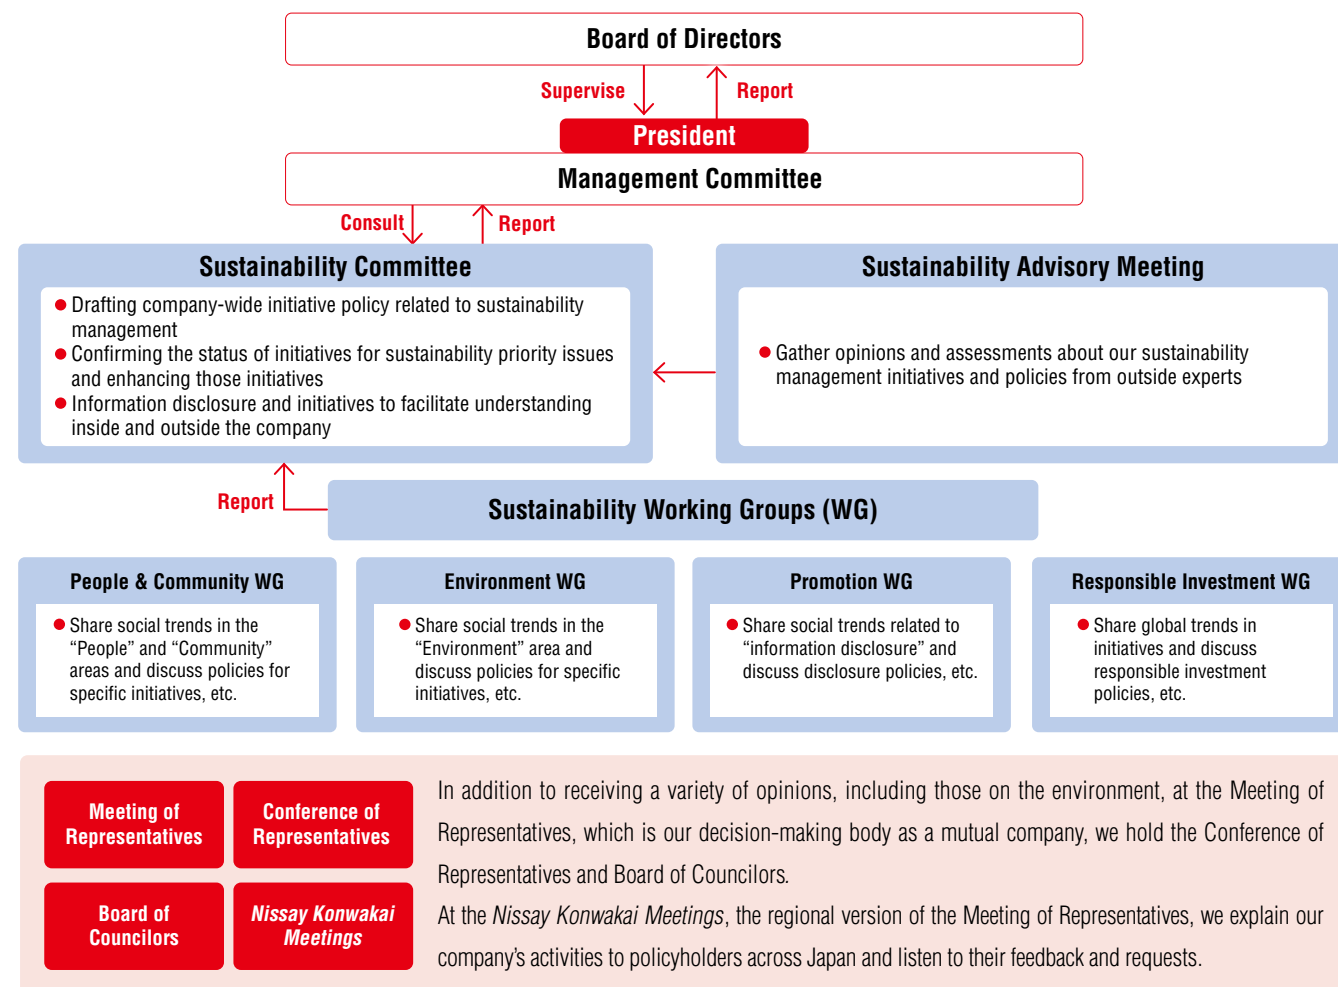 Board of Directors
Supervise
Report
President
Management Committee
Consult
Report
Sustainability Committee
● Drafting company-wide initiative policy related to sustainability
management
● Confirming the status of initiatives for sustainability priority issues
and enhancing those initiatives
● Information disclosure and initiatives to facilitate understanding
inside and outside the company
Sustainability Advisory Meeting
● Gather opinions and assessments about our sustainability
management initiatives and policies from outside experts
Report
Sustainability Working Groups (WG)
People & Community WG
● Share social trends in the
“People” and “Community”
areas and discuss policies for
specific initiatives, etc.
Environment WG
● Share social trends in the
“Environment” area and
discuss policies for specific
initiatives, etc.
Promotion WG
● Share social trends related to
“information disclosure” and
discuss disclosure policies, etc.
Responsible Investment WG
● Share global trends in
initiatives and discuss
responsible investment
policies, etc.
Meeting of
Representatives
Conference of
Representatives
Board of
Councilors
Nissay Konwakai
Meetings
In addition to receiving a variety of opinions, including those on the environment, at the Meeting of
Representatives, which is our decision-making body as a mutual company, we hold the Conference of
Representatives and Board of Councilors.
At the Nissay Konwakai Meetings, the regional version of the Meeting of Representatives, we explain our
company’s activities to policyholders across Japan and listen to their feedback and requests.